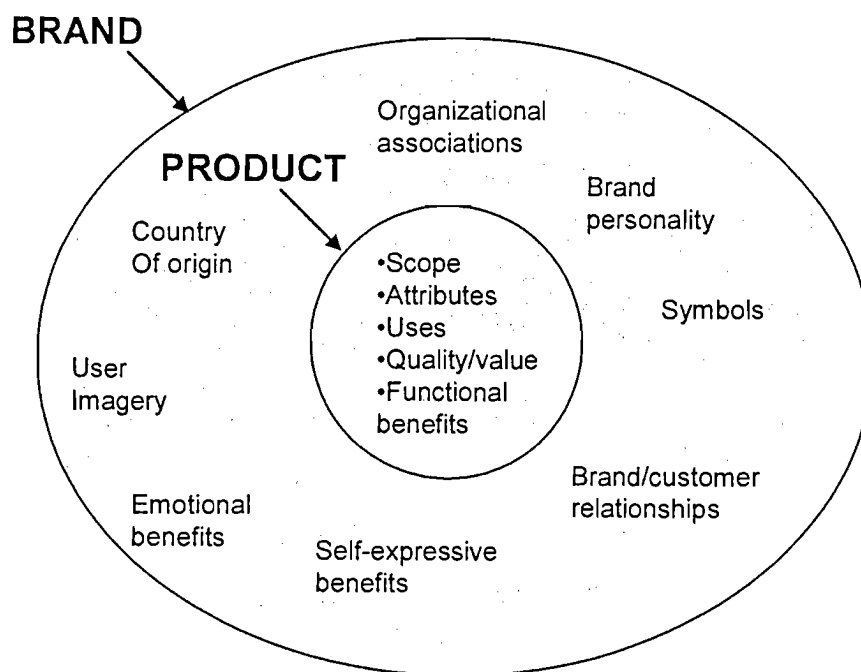 BRAND
Organizational
associations
PRODUCT
Brand
personality
Country
Of origin
•Scope
•Attributes
•Uses
•Quality/value
•Functional
benefits
Symbols
User
Imagery
Brand/customer
relationships
Emotional
benefits
Self-expressive
benefits